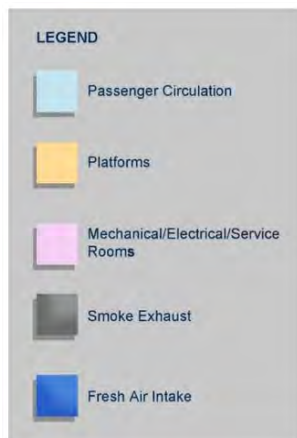 LEGEND
Passenger Circulation
Platforms
Mechanical/Electrical/Service
Rooms
Smoke Exhaust
Fresh Air Intake